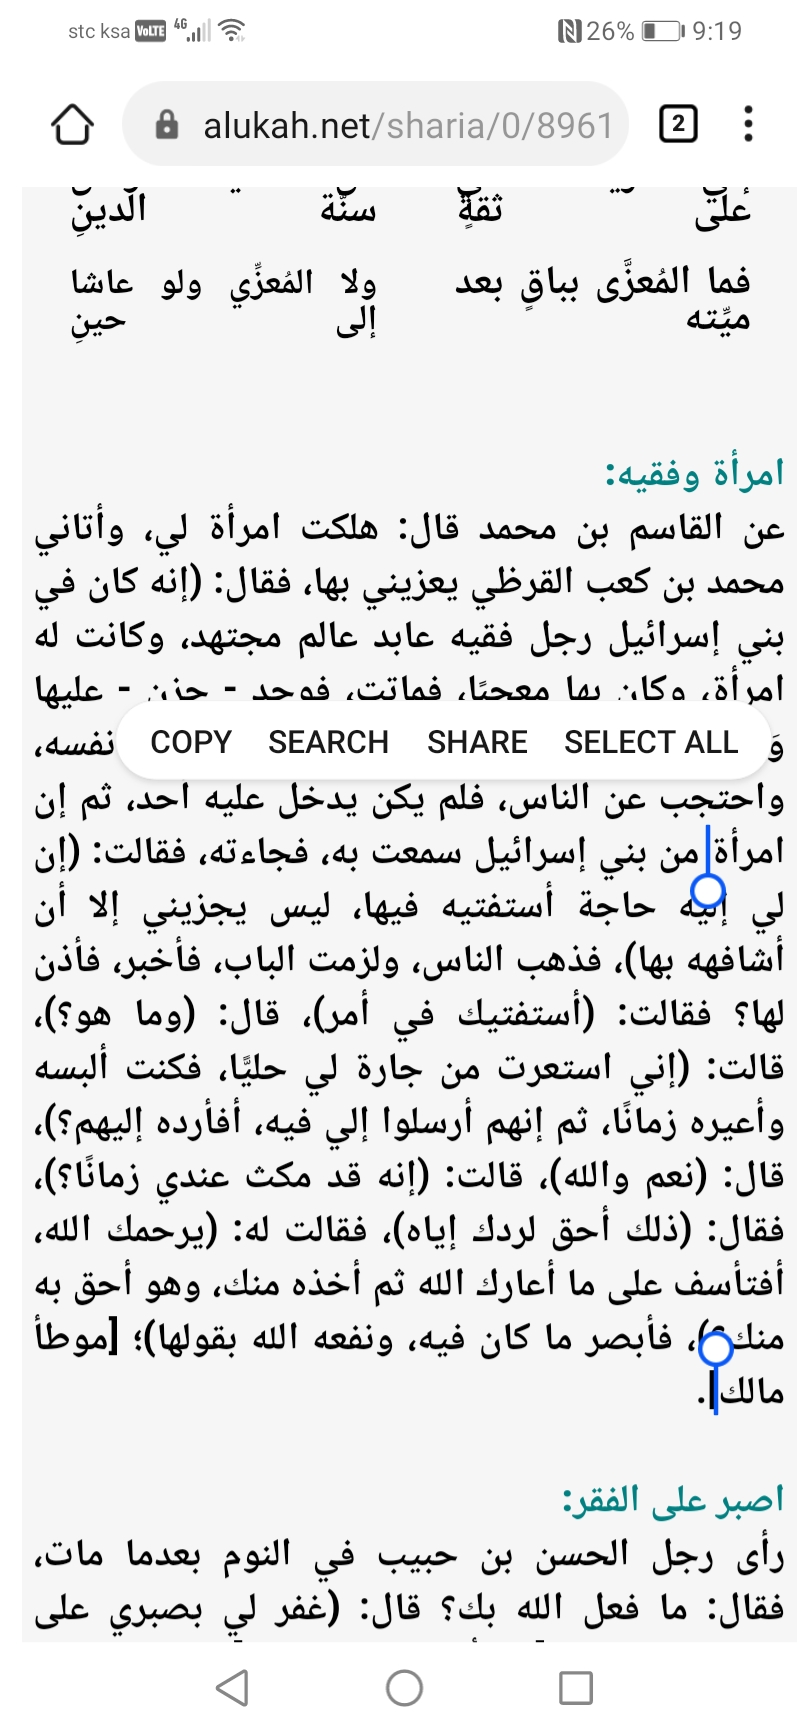 stc ksa VoLTE 4G 26% 9:19
alukah.net/sharia/0/8961 2
على ثقةٍ سنَّة الدينِ
فما المُعزَّى بباقٍ بعد ولا المُعزِّي ولو عاشا
ميِّته إلى حينِ
امرأة وفقيه:
عن القاسم بن محمد قال: هلكت امرأة لي، وأتاني
محمد بن كعب القرظي يعزيني بها، فقال: (إنه كان في
بني إسرائيل رجل فقيه عابد عالم مجتهد، وكانت له
امرأة، وكان بها معجبًا، فماتت، فوجد - حزن - عليها
نفسه،
COPY SEARCH SHARE SELECT ALL
واحتجب عن الناس، فلم يكن يدخل عليه أحد، ثم إن
امرأة من بني إسرائيل سمعت به، فجاءته، فقالت: (إن
لي إليه حاجة أستفتيه فيها، ليس يجزيني إلا أن
أشافهه بها)، فذهب الناس، ولزمت الباب، فأخبر، فأذن
لها؟ فقالت: (أستفتيك في أمر)، قال: (وما هو؟)،
قالت: (إني استعرت من جارة لي حليًّا، فكنت ألبسه
وأعيره زمانًا، ثم إنهم أرسلوا إلي فيه، أفأرده إليهم؟)،
قال: (نعم والله)، قالت: (إنه قد مكث عندي زمانًا؟)،
فقال: (ذلك أحق لردك إياه)، فقالت له: (يرحمك الله،
أفتأسف على ما أعارك الله ثم أخذه منك، وهو أحق به
منك؟)، فأبصر ما كان فيه، ونفعه الله بقولها)؛ [موطأ
مالك].
اصبر على الفقر:
رأى رجل الحسن بن حبيب في النوم بعدما مات،
فقال: ما فعل الله بك؟ قال: (غفر لي بصبري على